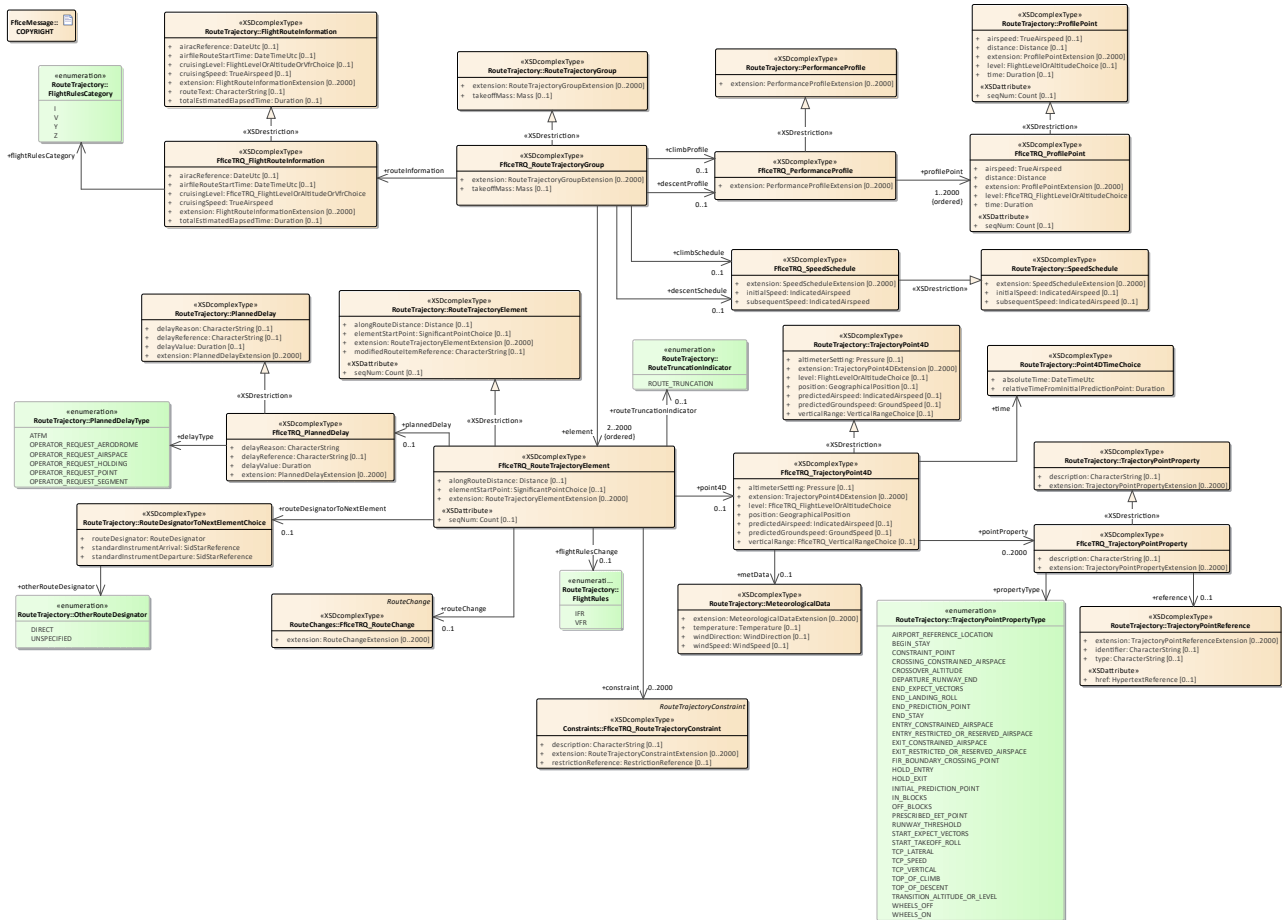 FficeMessage::
COPYRIGHT
«XSDcomplexType»
RouteTrajectory::FlightRouteInformation
+ airacReference: DateUtc [0..1]
+ airfileRouteStartTime: DateTimeUtc [0..1]
+ cruisingLevel: FlightLevelOrAltitudeOrVfrChoice [0..1]
+ cruisingSpeed: TrueAirspeed [0..1]
+ extension: FlightRouteInformationExtension [0..2000]
+ routeText: CharacterString [0..1]
+ totalEstimatedElapsedTime: Duration [0..1]
«XSDcomplexType»
RouteTrajectory::RouteTrajectoryGroup
+ extension: RouteTrajectoryGroupExtension [0..2000]
+ takeoffMass: Mass [0..1]
«XSDcomplexType»
RouteTrajectory::PerformanceProfile
+ extension: PerformanceProfileExtension [0..2000]
«XSDcomplexType»
RouteTrajectory::ProfilePoint
+ airspeed: TrueAirspeed [0..1]
+ distance: Distance [0..1]
+ extension: ProfilePointExtension [0..2000]
+ level: FlightLevelOrAltitudeChoice [0..1]
+ time: Duration [0..1]
«XSDattribute»
+ seqNum: Count [0..1]
«enumeration»
RouteTrajectory::
FlightRulesCategory
I
V
Y
Z
+flightRulesCategory
«XSDrestriction»
«XSDrestriction»
«XSDrestriction»
«XSDrestriction»
«XSDcomplexType»
FficeTRQ_FlightRouteInformation
+ airacReference: DateUtc [0..1]
+ airfileRouteStartTime: DateTimeUtc [0..1]
+ cruisingLevel: FficeTRQ_FlightLevelOrAltitudeOrVfrChoice
+ cruisingSpeed: TrueAirspeed
+ extension: FlightRouteInformationExtension [0..2000]
+ totalEstimatedElapsedTime: Duration [0..1]
+routeInformation
«XSDcomplexType»
FficeTRQ_RouteTrajectoryGroup
+ extension: RouteTrajectoryGroupExtension [0..2000]
+ takeoffMass: Mass [0..1]
+climbProfile
0..1
+descentProfile
0..1
«XSDcomplexType»
FficeTRQ_PerformanceProfile
+ extension: PerformanceProfileExtension [0..2000]
+profilePoint
1..2000
{ordered}
«XSDcomplexType»
FficeTRQ_ProfilePoint
+ airspeed: TrueAirspeed
+ distance: Distance
+ extension: ProfilePointExtension [0..2000]
+ level: FficeTRQ_FlightLevelOrAltitudeChoice
+ time: Duration
«XSDattribute»
+ seqNum: Count [0..1]
+climbSchedule
0..1
+descentSchedule
0..1
«XSDcomplexType»
FficeTRQ_SpeedSchedule
+ extension: SpeedScheduleExtension [0..2000]
+ initialSpeed: IndicatedAirspeed
+ subsequentSpeed: IndicatedAirspeed
«XSDrestriction»
«XSDcomplexType»
RouteTrajectory::SpeedSchedule
+ extension: SpeedScheduleExtension [0..2000]
+ initialSpeed: IndicatedAirspeed [0..1]
+ subsequentSpeed: IndicatedAirspeed [0..1]
«XSDcomplexType»
RouteTrajectory::PlannedDelay
+ delayReason: CharacterString [0..1]
+ delayReference: CharacterString [0..1]
+ delayValue: Duration [0..1]
+ extension: PlannedDelayExtension [0..2000]
«XSDcomplexType»
RouteTrajectory::RouteTrajectoryElement
+ alongRouteDistance: Distance [0..1]
+ elementStartPoint: SignificantPointChoice [0..1]
+ extension: RouteTrajectoryElementExtension [0..2000]
+ modifiedRouteItemReference: CharacterString [0..1]
«XSDattribute»
+ seqNum: Count [0..1]
«enumeration»
RouteTrajectory::
RouteTruncationIndicator
ROUTE_TRUNCATION
0..1
+routeTruncationIndicator
«XSDcomplexType»
RouteTrajectory::TrajectoryPoint4D
+ altimeterSetting: Pressure [0..1]
+ extension: TrajectoryPoint4DExtension [0..2000]
+ level: FlightLevelOrAltitudeChoice [0..1]
+ position: GeographicalPosition [0..1]
+ predictedAirspeed: IndicatedAirspeed [0..1]
+ predictedGroundspeed: GroundSpeed [0..1]
+ verticalRange: VerticalRangeChoice [0..1]
«XSDcomplexType»
RouteTrajectory::Point4DTimeChoice
+ absoluteTime: DateTimeUtc
+ relativeTimeFromInitialPredictionPoint: Duration
+time
«XSDrestriction»
«XSDrestriction»
«XSDrestriction»
«enumeration»
RouteTrajectory::PlannedDelayType
ATFM
OPERATOR_REQUEST_AERODROME
OPERATOR_REQUEST_AIRSPACE
OPERATOR_REQUEST_HOLDING
OPERATOR_REQUEST_POINT
OPERATOR_REQUEST_SEGMENT
+delayType
«XSDcomplexType»
FficeTRQ_PlannedDelay
+ delayReason: CharacterString
+ delayReference: CharacterString [0..1]
+ delayValue: Duration
+ extension: PlannedDelayExtension [0..2000]
+plannedDelay
0..1
+element
2..2000
{ordered}
«XSDcomplexType»
FficeTRQ_RouteTrajectoryElement
+ alongRouteDistance: Distance [0..1]
+ elementStartPoint: SignificantPointChoice [0..1]
+ extension: RouteTrajectoryElementExtension [0..2000]
«XSDattribute»
+ seqNum: Count [0..1]
+point4D
0..1
«XSDcomplexType»
FficeTRQ_TrajectoryPoint4D
+ altimeterSetting: Pressure [0..1]
+ extension: TrajectoryPoint4DExtension [0..2000]
+ level: FficeTRQ_FlightLevelOrAltitudeChoice
+ position: GeographicalPosition
+ predictedAirspeed: IndicatedAirspeed [0..1]
+ predictedGroundspeed: GroundSpeed [0..1]
+ verticalRange: FficeTRQ_VerticalRangeChoice [0..1]
«XSDcomplexType»
RouteTrajectory::TrajectoryPointProperty
+ description: CharacterString [0..1]
+ extension: TrajectoryPointPropertyExtension [0..2000]
«XSDrestriction»
+pointProperty
0..2000
«XSDcomplexType»
FficeTRQ_TrajectoryPointProperty
+ description: CharacterString [0..1]
+ extension: TrajectoryPointPropertyExtension [0..2000]
«XSDcomplexType»
RouteTrajectory::RouteDesignatorToNextElementChoice
+ routeDesignator: RouteDesignator
+ standardInstrumentArrival: SidStarReference
+ standardInstrumentDeparture: SidStarReference
+routeDesignatorToNextElement
0..1
+otherRouteDesignator
«enumeration»
RouteTrajectory::OtherRouteDesignator
DIRECT
UNSPECIFIED
RouteChange
«XSDcomplexType»
RouteChanges::FficeTRQ_RouteChange
+ extension: RouteChangeExtension [0..2000]
+routeChange
0..1
+flightRulesChange
0..1
«enumerati...
RouteTrajectory::
FlightRules
IFR
VFR
+metData
0..1
«XSDcomplexType»
RouteTrajectory::MeteorologicalData
+ extension: MeteorologicalDataExtension [0..2000]
+ temperature: Temperature [0..1]
+ windDirection: WindDirection [0..1]
+ windSpeed: WindSpeed [0..1]
+propertyType
+reference
0..1
«XSDcomplexType»
RouteTrajectory::TrajectoryPointReference
+ extension: TrajectoryPointReferenceExtension [0..2000]
+ identifier: CharacterString [0..1]
+ type: CharacterString [0..1]
«XSDattribute»
+ href: HypertextReference [0..1]
«enumeration»
RouteTrajectory::TrajectoryPointPropertyType
AIRPORT_REFERENCE_LOCATION
BEGIN_STAY
CONSTRAINT_POINT
CROSSING_CONSTRAINED_AIRSPACE
CROSSOVER_ALTITUDE
DEPARTURE_RUNWAY_END
END_EXPECT_VECTORS
END_LANDING_ROLL
END_PREDICTION_POINT
END_STAY
ENTRY_CONSTRAINED_AIRSPACE
ENTRY_RESTRICTED_OR_RESERVED_AIRSPACE
EXIT_CONSTRAINED_AIRSPACE
EXIT_RESTRICTED_OR_RESERVED_AIRSPACE
FIR_BOUNDARY_CROSSING_POINT
HOLD_ENTRY
HOLD_EXIT
INITIAL_PREDICTION_POINT
IN_BLOCKS
OFF_BLOCKS
PRESCRIBED_EET_POINT
RUNWAY_THRESHOLD
START_EXPECT_VECTORS
START_TAKEOFF_ROLL
TCP_LATERAL
TCP_SPEED
TCP_VERTICAL
TOP_OF_CLIMB
TOP_OF_DESCENT
TRANSITION_ALTITUDE_OR_LEVEL
WHEELS_OFF
WHEELS_ON
+constraint
0..2000
RouteTrajectoryConstraint
«XSDcomplexType»
Constraints::FficeTRQ_RouteTrajectoryConstraint
+ description: CharacterString [0..1]
+ extension: RouteTrajectoryConstraintExtension [0..2000]
+ restrictionReference: RestrictionReference [0..1]